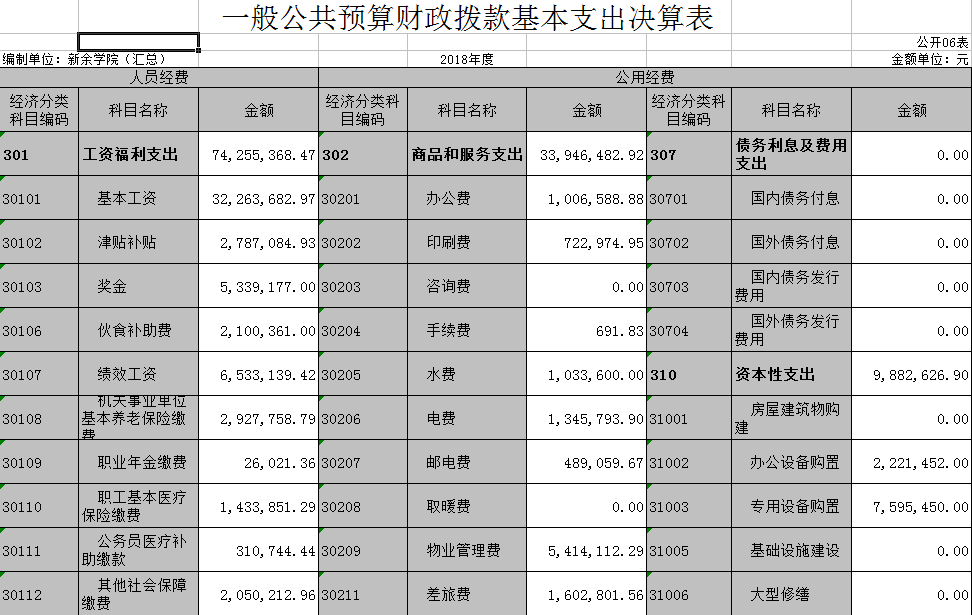 一般公共预算财政拨款基本支出决算表
公开06表
编制单位：新余学院（汇总） 2018年度 金额单位：元
人员经费 公用经费
经济分类科目编码 科目名称 金额 经济分类科目编码 科目名称 金额 经济分类科目编码 科目名称 金额
301 工资福利支出 74,255,368.47 302 商品和服务支出 33,946,482.92 307 债务利息及费用支出 0.00
30101 基本工资 32,263,682.97 30201 办公费 1,006,588.88 30701 国内债务付息 0.00
30102 津贴补贴 2,787,084.93 30202 印刷费 722,974.95 30702 国外债务付息 0.00
30103 奖金 5,339,177.00 30203 咨询费 0.00 30703 国内债务发行费用 0.00
30106 伙食补助费 2,100,361.00 30204 手续费 691.83 30704 国外债务发行费用 0.00
30107 绩效工资 6,533,139.42 30205 水费 1,033,600.00 310 资本性支出 9,882,626.90
30108 机关事业单位基本养老保险缴费 2,927,758.79 30206 电费 1,345,793.90 31001 房屋建筑物购建 0.00
30109 职业年金缴费 26,021.36 30207 邮电费 489,059.67 31002 办公设备购置 2,221,452.00
30110 职工基本医疗保险缴费 1,433,851.29 30208 取暖费 0.00 31003 专用设备购置 7,595,450.00
30111 公务员医疗补助缴款 310,744.44 30209 物业管理费 5,414,112.29 31005 基础设施建设 0.00
30112 其他社会保障缴费 2,050,212.96 30211 差旅费 1,602,801.56 31006 大型修缮 0.00